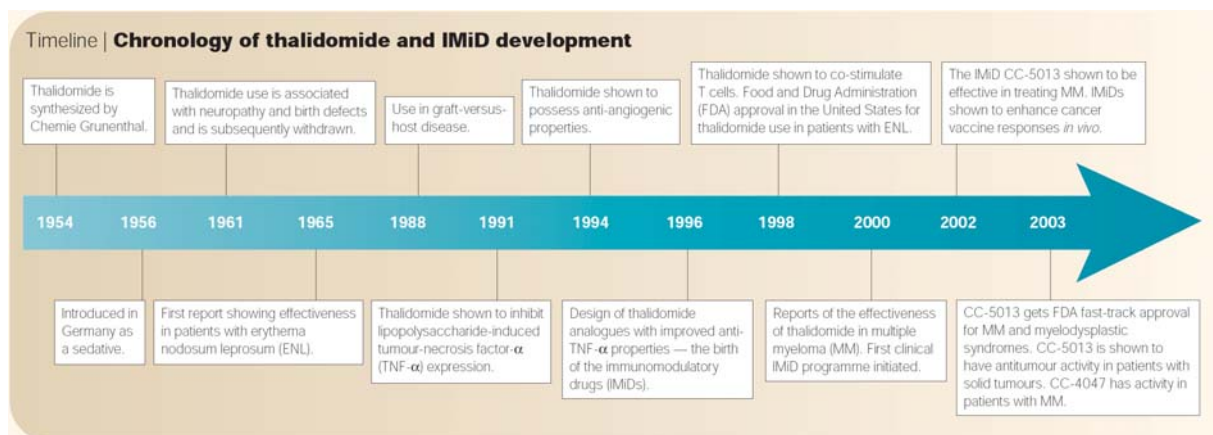 Timeline | Chronology of thalidomide and IMiD development
Thalidomide is
synthesized by
Chemie Grunenthal.
Thalidomide use is associated
with neuropathy and birth defects
and is subsequently withdrawn.
Use in graft-versus-
host disease.
Thalidomide shown to
possess anti-angiogenic
properties.
Thalidomide shown to co-stimulate
T cells. Food and Drug Administration
(FDA) approval in the United States for
thalidomide use in patients with ENL.
The IMiD CC-5013 shown to be
effective in treating MM. IMiDs
shown to enhance cancer
vaccine responses in vivo.
1954 1956 1961 1965 1988 1991 1994 1996 1998 2000 2002 2003
Introduced in
Germany as
a sedative.
First report showing effectiveness
in patients with erythema
nodosum leprosum (ENL).
Thalidomide shown to inhibit
lipopolysaccharide-induced
tumour-necrosis factor-α
(TNF-α) expression.
Design of thalidomide
analogues with improved anti-
TNF-α properties — the birth
of the immunomodulatory
drugs (IMiDs).
Reports of the effectiveness
of thalidomide in multiple
myeloma (MM). First clinical
IMiD programme initiated.
CC-5013 gets FDA fast-track approval
for MM and myelodysplastic
syndromes. CC-5013 is shown to
have antitumour activity in patients with
solid tumours. CC-4047 has activity in
patients with MM.